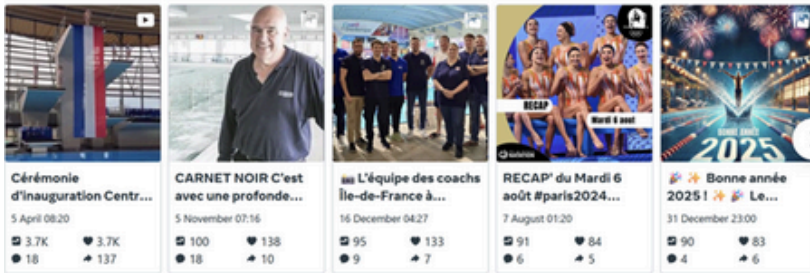 Cérémonie
d'inauguration Centr...
5 April 08:20
3.7K 3.7K
18 137
CARNET NOIR C'est
avec une profonde...
5 November 07:16
100 138
18 10
L'équipe des coachs
Île-de-France à...
16 December 04:27
95 133
9 7
RECAP
Mardi 6 aout
RECAP' du Mardi 6
août #paris2024...
7 August 01:20
91 84
6 5
BONNE ANNÉE
2025
Bonne année
2025 ! Le...
31 December 23:00
90 83
4 6